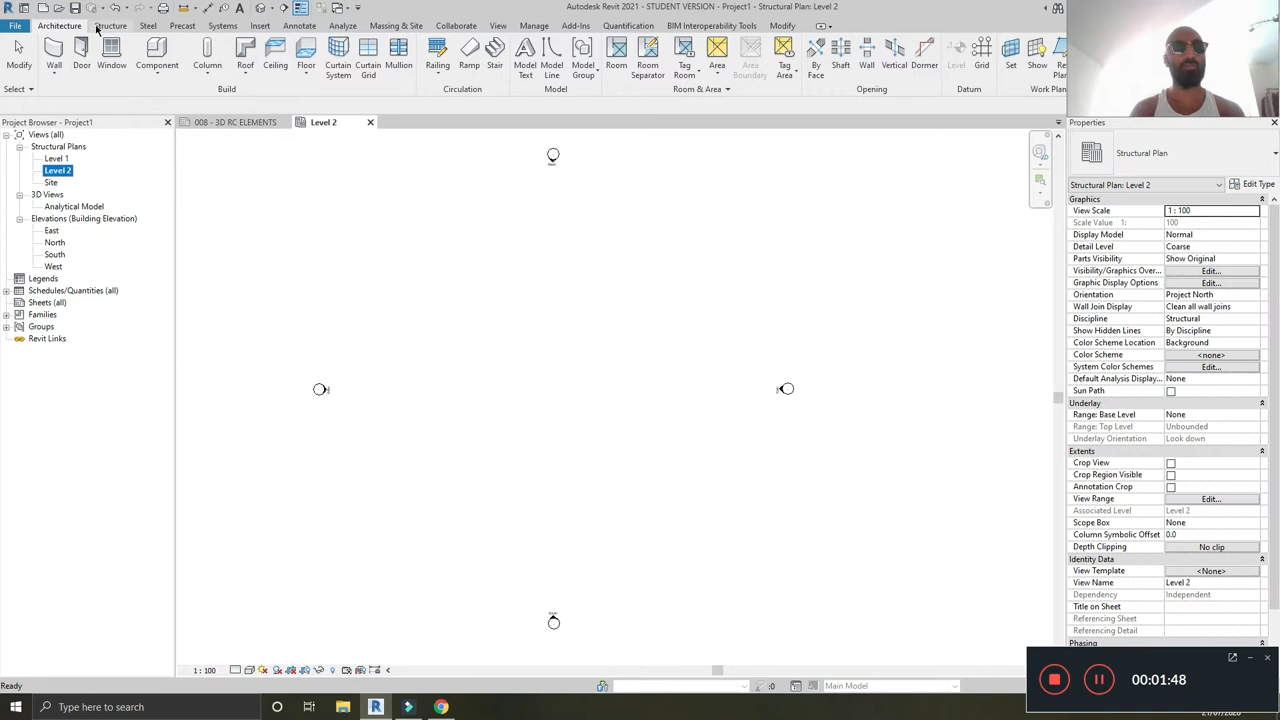 Autodesk Revit 2021 - STUDENT VERSION - Project1 - Structural Plan: Level 2
File Architecture Structure Steel Precast Systems Insert Annotate Analyze Massing & Site Collaborate View Manage Add-Ins Quantification BIM Interoperability Tools Modify
Modify Wall Door Window Component Column Roof Ceiling Floor Curtain System Curtain Grid Mullion Railing Ramp Stair Model Text Model Line Model Group Room Room Separator Tag Room Area Area Boundary Tag Area By Face Shaft Wall Vertical Dormer Level Grid Set Show
Select Build Circulation Model Room & Area Opening Datum Work Plan
Project Browser - Project1
008 - 3D RC ELEMENTS
Level 2
Views (all)
Structural Plans
Level 1
Level 2
Site
3D Views
Analytical Model
Elevations (Building Elevation)
East
North
South
West
Legends
Schedules/Quantities (all)
Sheets (all)
Families
Groups
Revit Links
Properties
Structural Plan
Structural Plan: Level 2 Edit Type
Graphics
View Scale 1 : 100
Scale Value 1: 100
Display Model Normal
Detail Level Coarse
Parts Visibility Show Original
Visibility/Graphics Over... Edit...
Graphic Display Options Edit...
Orientation Project North
Wall Join Display Clean all wall joins
Discipline Structural
Show Hidden Lines By Discipline
Color Scheme Location Background
Color Scheme <none>
System Color Schemes Edit...
Default Analysis Display... None
Sun Path
Underlay
Range: Base Level None
Range: Top Level Unbounded
Underlay Orientation Look down
Extents
Crop View
Crop Region Visible
Annotation Crop
View Range Edit...
Associated Level Level 2
Scope Box None
Column Symbolic Offset 0.0
Depth Clipping No clip
Identity Data
View Template <None>
View Name Level 2
Dependency Independent
Title on Sheet
Referencing Sheet
Referencing Detail
Phasing
1 : 100
Ready
:0
Main Model
00:01:48
Type here to search